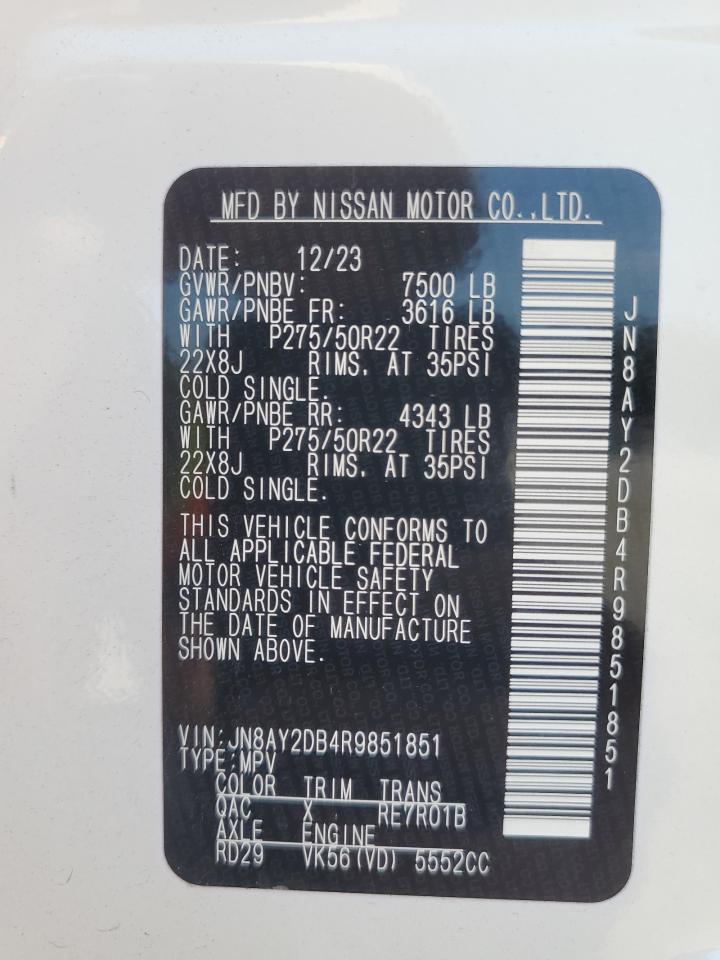 MFD BY NISSAN MOTOR CO.,LTD.
DATE: 12/23
GVWR/PNBV: 7500 LB
GAWR/PNBE FR: 3616 LB
WITH P275/50R22 TIRES
22X8J RIMS. AT 35PSI
COLD SINGLE.
GAWR/PNBE RR: 4343 LB
WITH P275/50R22 TIRES
22X8J RIMS. AT 35PSI
COLD SINGLE.
THIS VEHICLE CONFORMS TO
ALL APPLICABLE FEDERAL
MOTOR VEHICLE SAFETY
STANDARDS IN EFFECT ON
THE DATE OF MANUFACTURE
SHOWN ABOVE.
VIN:JN8AY2DB4R9851851
TYPE:MPV
COLOR TRIM TRANS
QAC X RE7R01B
AXLE ENGINE
RD29 VK56(VD) 5552CC
JN8AY2DB4R9851851